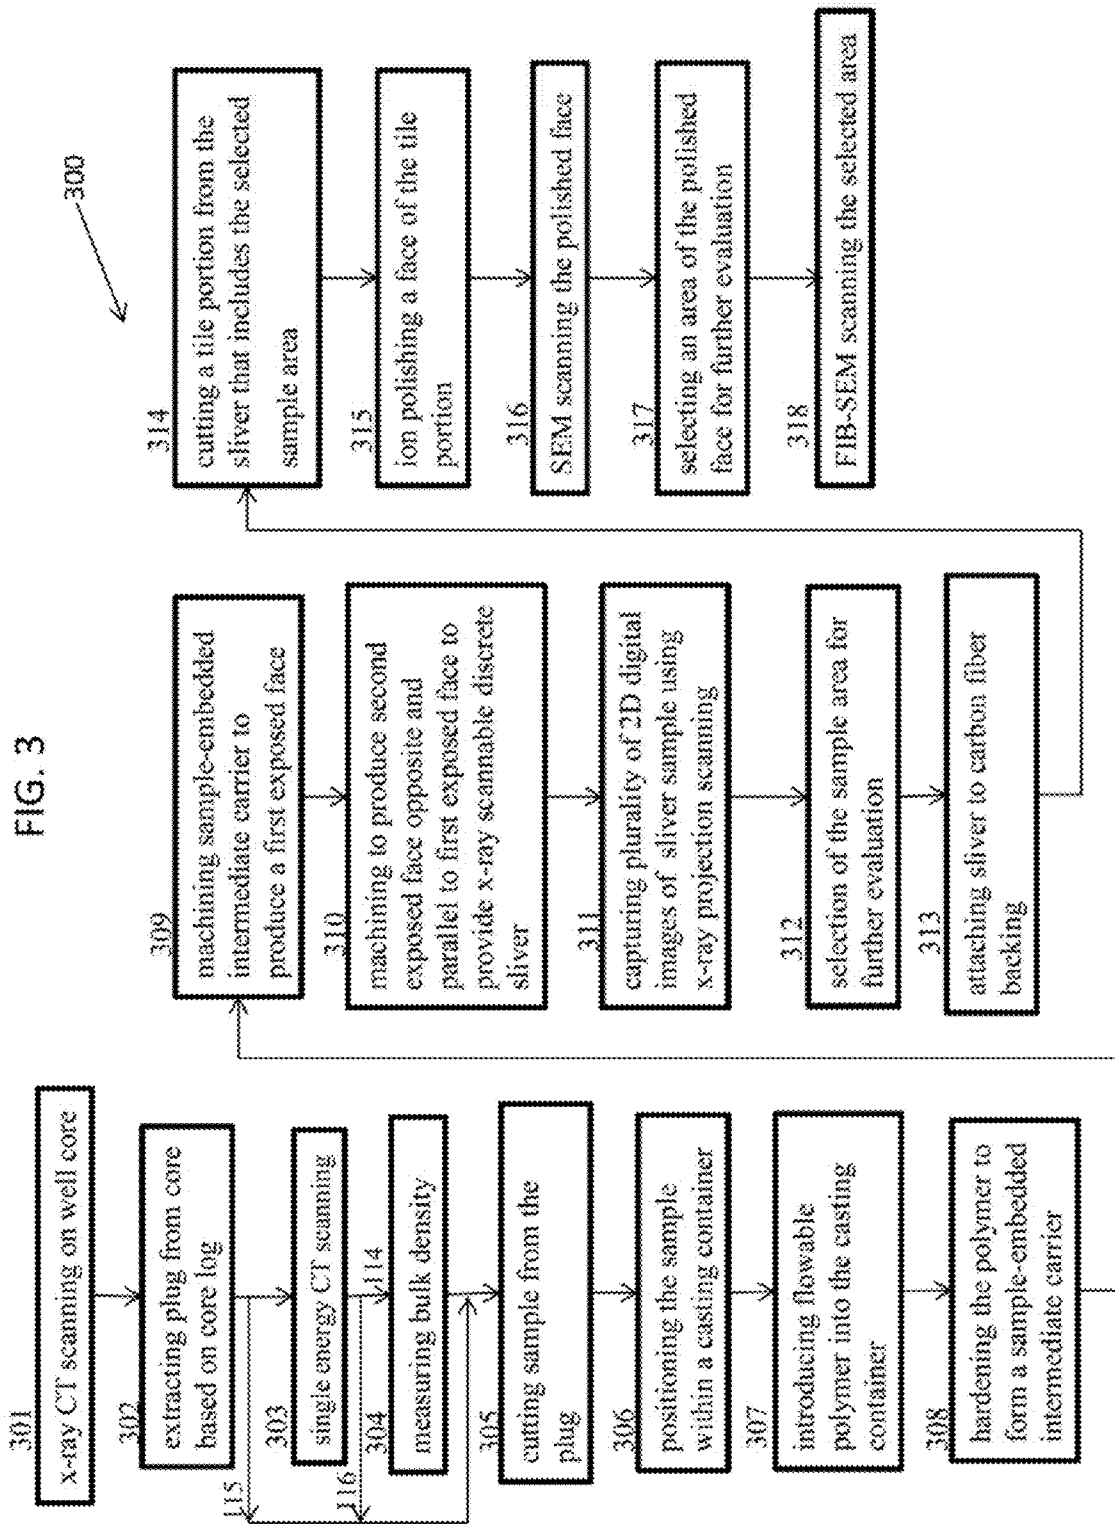 FIG. 3
300
301
x-ray CT scanning on well core
302
extracting plug from core
based on core log
115
303
single energy CT scanning
116
114
304
measuring bulk density
305
cutting sample from the
plug
306
positioning the sample
within a casting container
307
introducing flowable
polymer into the casting
container
308
hardening the polymer to
form a sample-embedded
intermediate carrier
309
machining sample-embedded
intermediate carrier to
produce a first exposed face
310
machining to produce second
exposed face opposite and
parallel to first exposed face to
provide x-ray scannable discrete
sliver
311
capturing plurality of 2D digital
images of sliver sample using
x-ray projection scanning
312
selection of the sample area for
further evaluation
313
attaching sliver to carbon fiber
backing
314
cutting a tile portion from the
sliver that includes the selected
sample area
315
ion polishing a face of the tile
portion
316
SEM scanning the polished face
317
selecting an area of the polished
face for further evaluation
318
FIB-SEM scanning the selected area